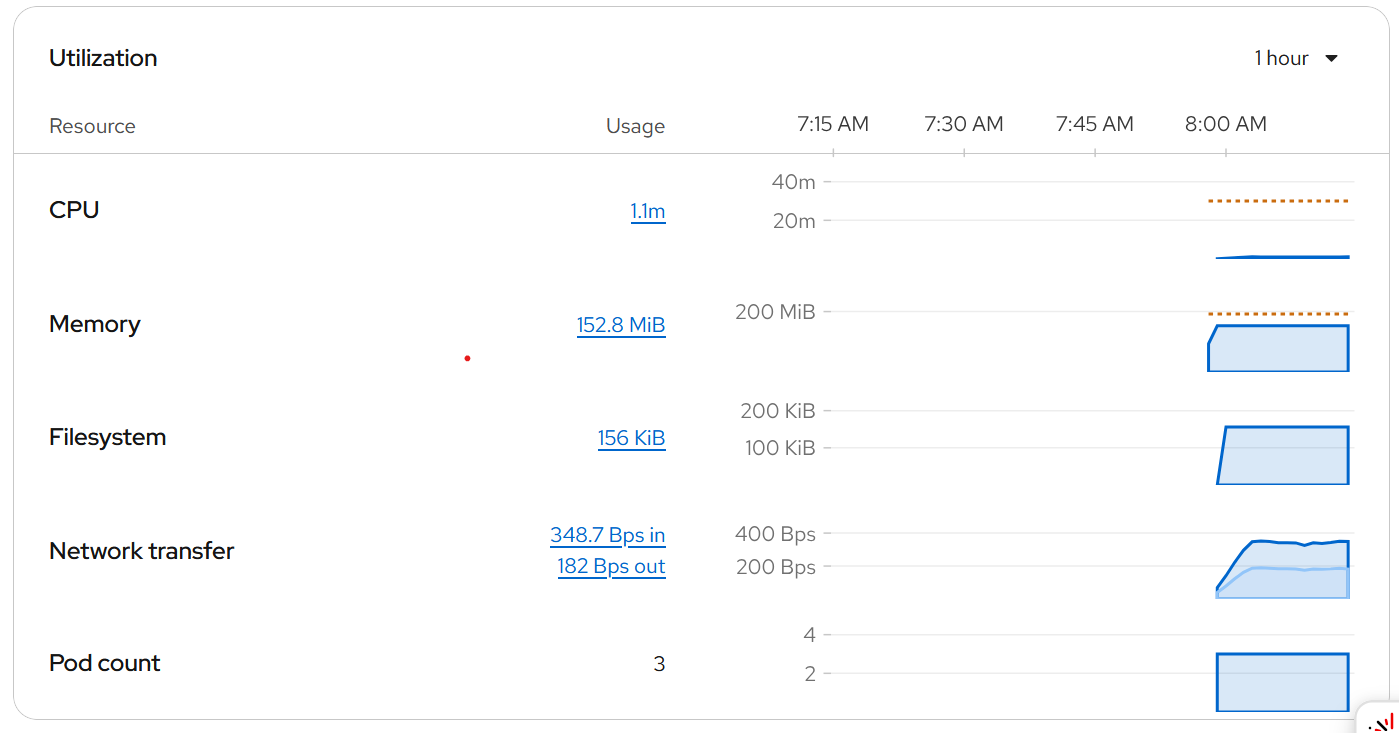 Utilization
1 hour
Resource Usage 7:15 AM 7:30 AM 7:45 AM 8:00 AM
40m
CPU 1.1m
20m
200 MiB
Memory 152.8 MiB
200 KiB
Filesystem 156 KiB
100 KiB
400 Bps
348.7 Bps in
Network transfer
182 Bps out
200 Bps
4
Pod count 3
2